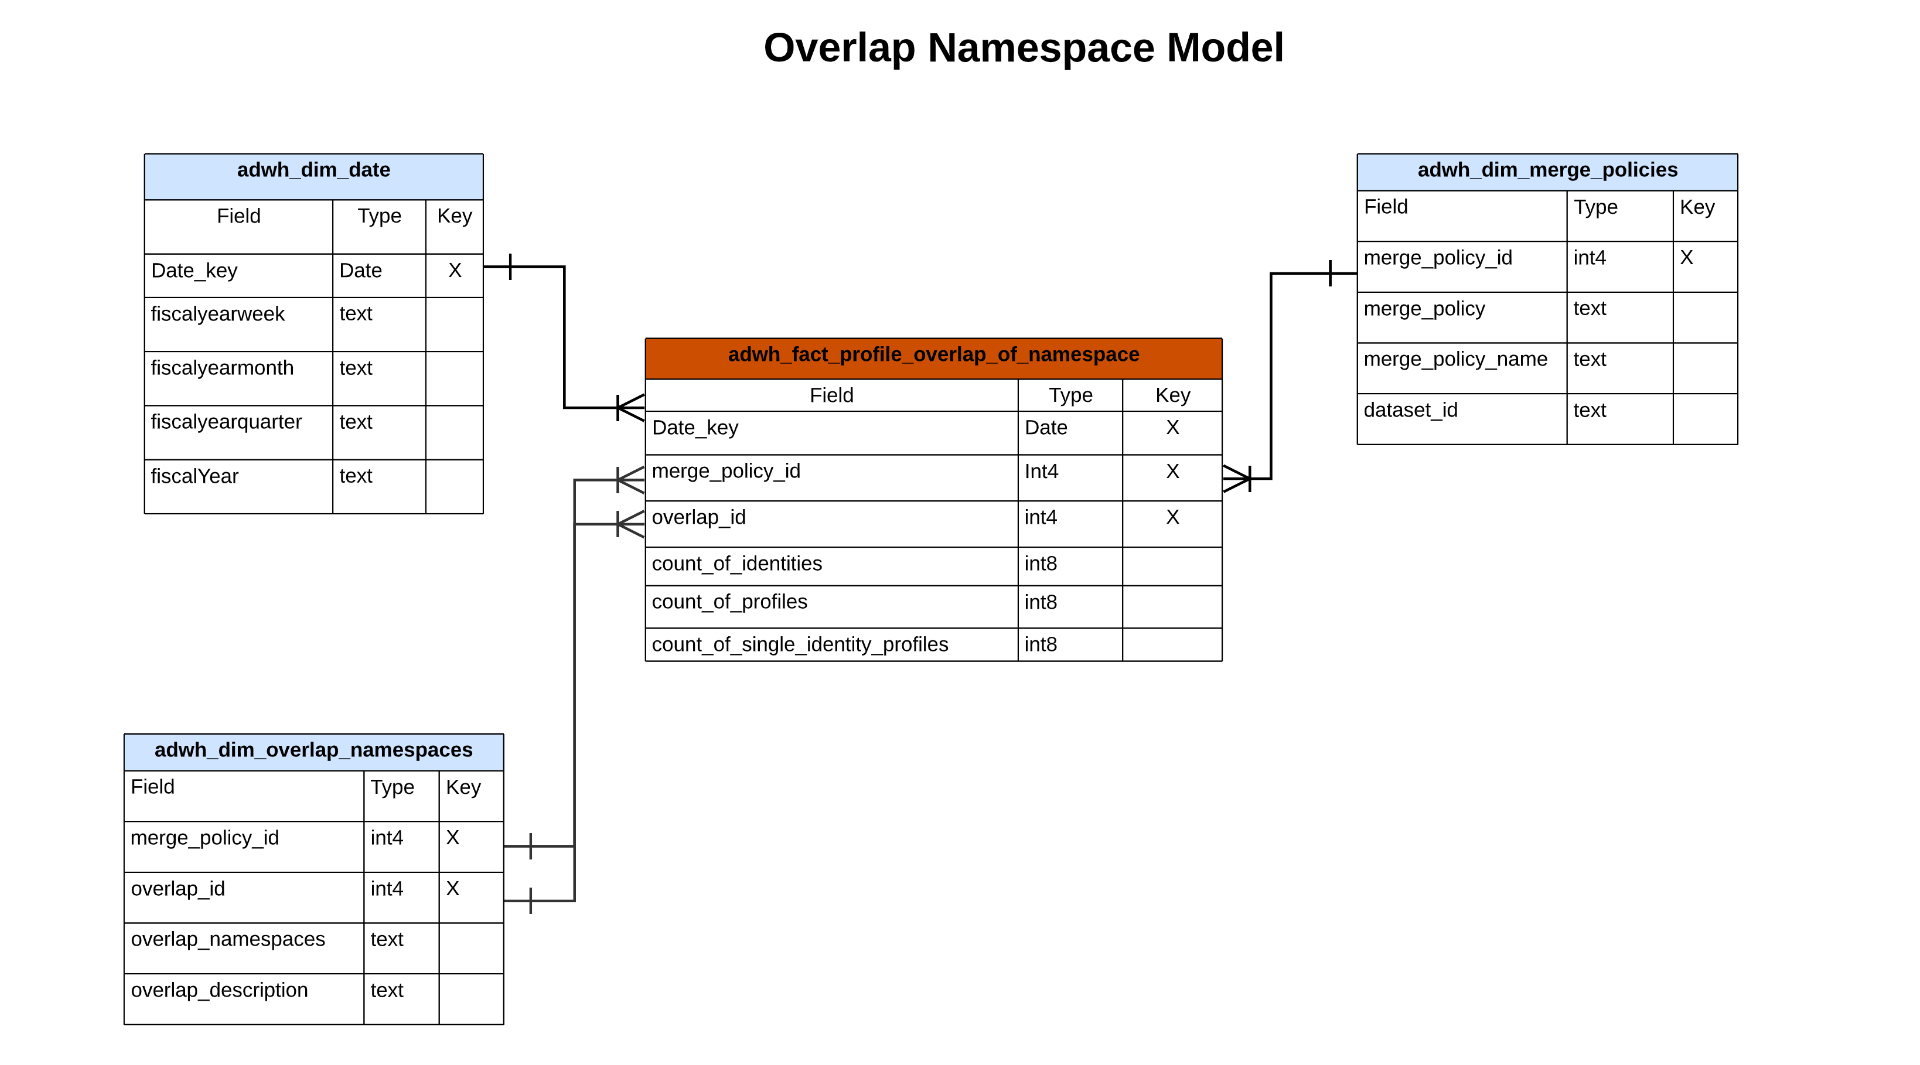 Overlap Namespace Model
adwh_dim_date
Field Type Key
Date_key Date X
fiscalyearweek text
fiscalyearmonth text
fiscalyearquarter text
fiscalYear text
adwh_dim_merge_policies
Field Type Key
merge_policy_id int4 X
merge_policy text
merge_policy_name text
dataset_id text
adwh_fact_profile_overlap_of_namespace
Field Type Key
Date_key Date X
merge_policy_id Int4 X
overlap_id int4 X
count_of_identities int8
count_of_profiles int8
count_of_single_identity_profiles int8
adwh_dim_overlap_namespaces
Field Type Key
merge_policy_id int4 X
overlap_id int4 X
overlap_namespaces text
overlap_description text